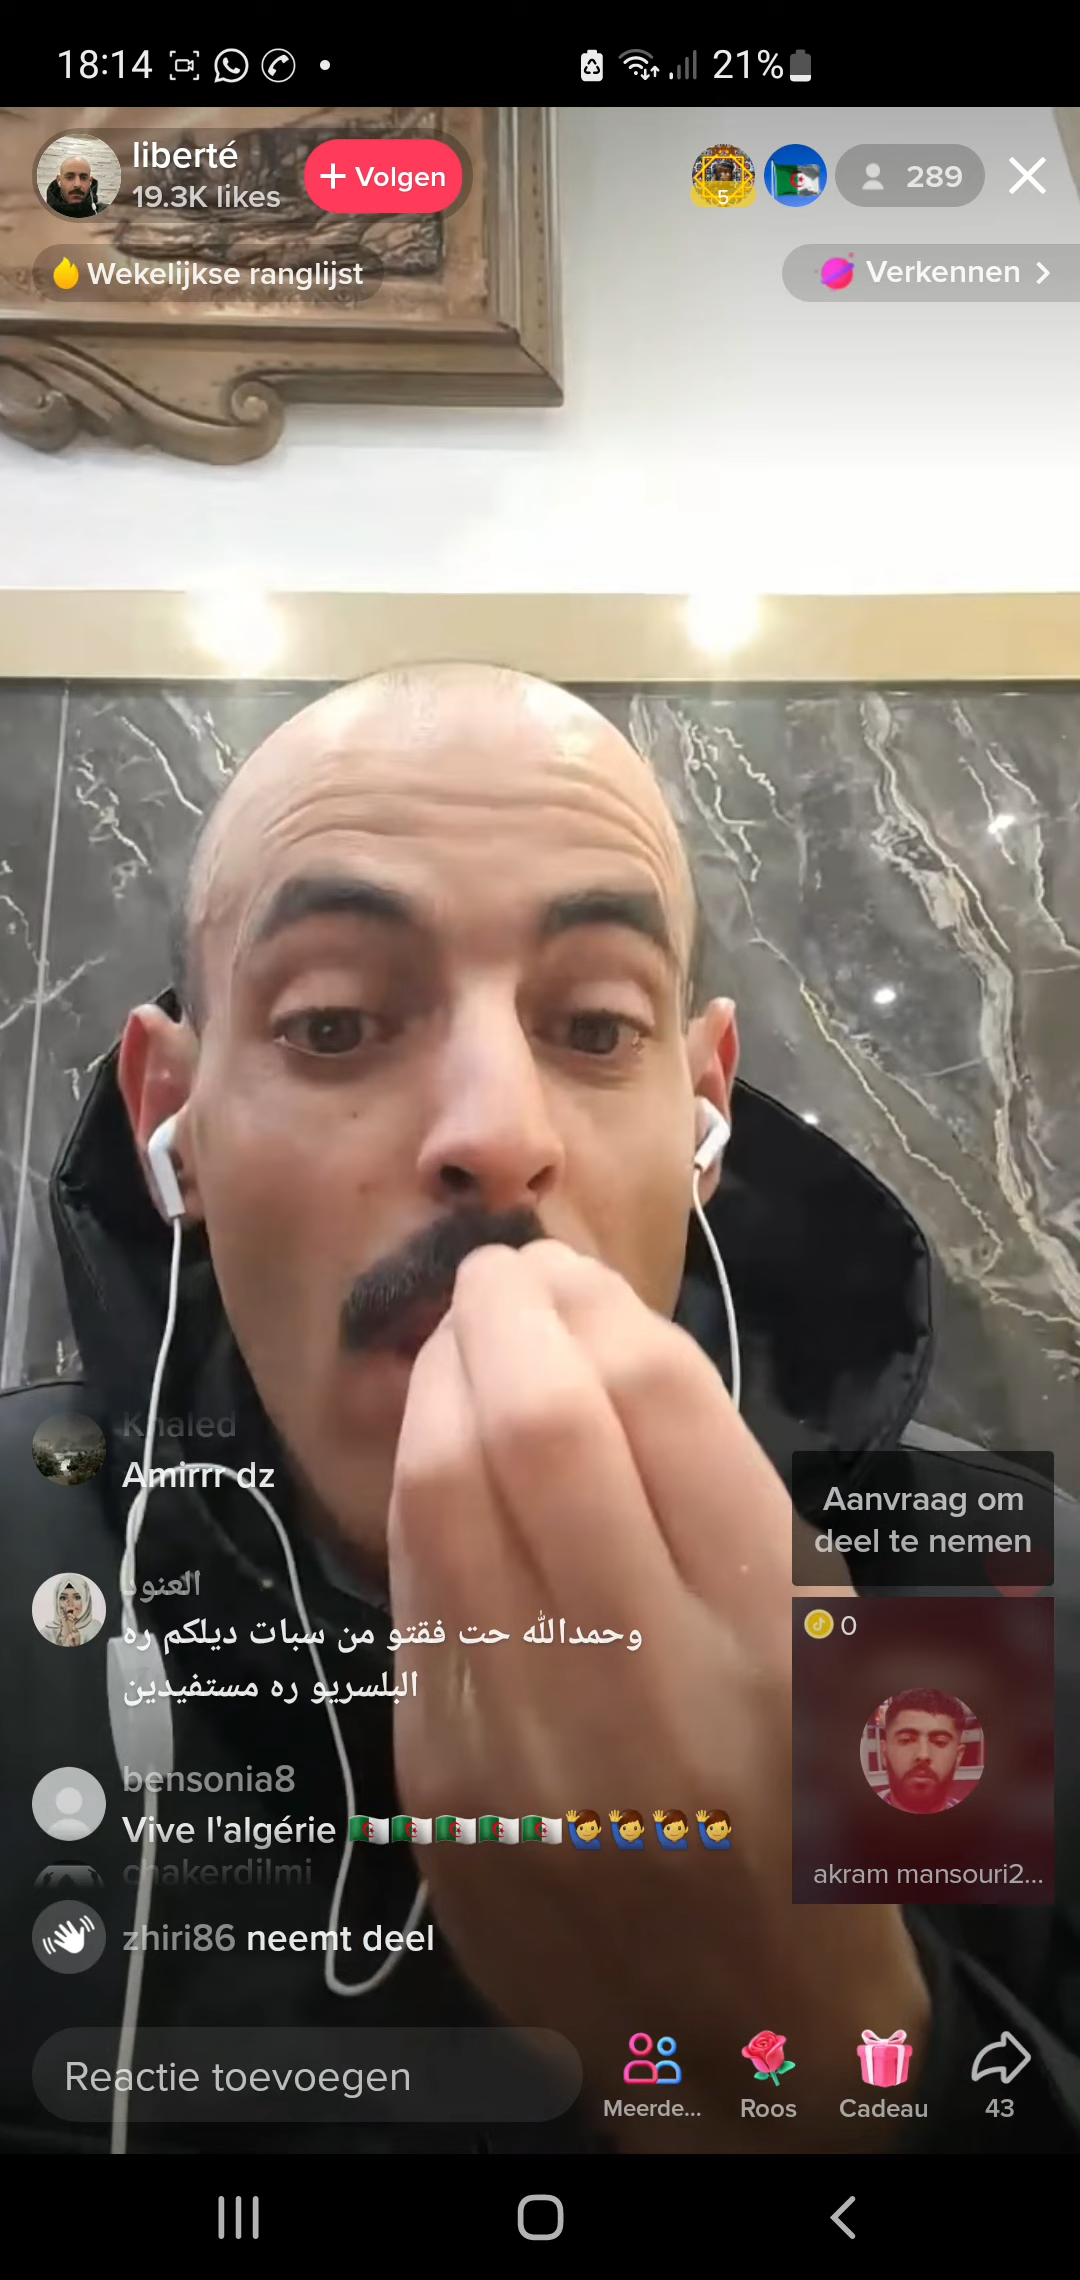 18:14
21%
liberté
19.3K likes
+ Volgen
5
289
Wekelijkse ranglijst
Verkennen >
Khaled
Amirrr dz
العنود
وحمدالله حت فقتو من سبات ديلكم ره
البلسريو ره مستفيدين
bensonia8
Vive l'algérie 🇩🇿🇩🇿🇩🇿🇩🇿🇩🇿🙋‍♂️🙋‍♂️🙋‍♂️🙋‍♂️
chakerdilmi
zhiri86 neemt deel
Aanvraag om
deel te nemen
0
akram mansouri2...
Reactie toevoegen
Meerde...
Roos
Cadeau
43